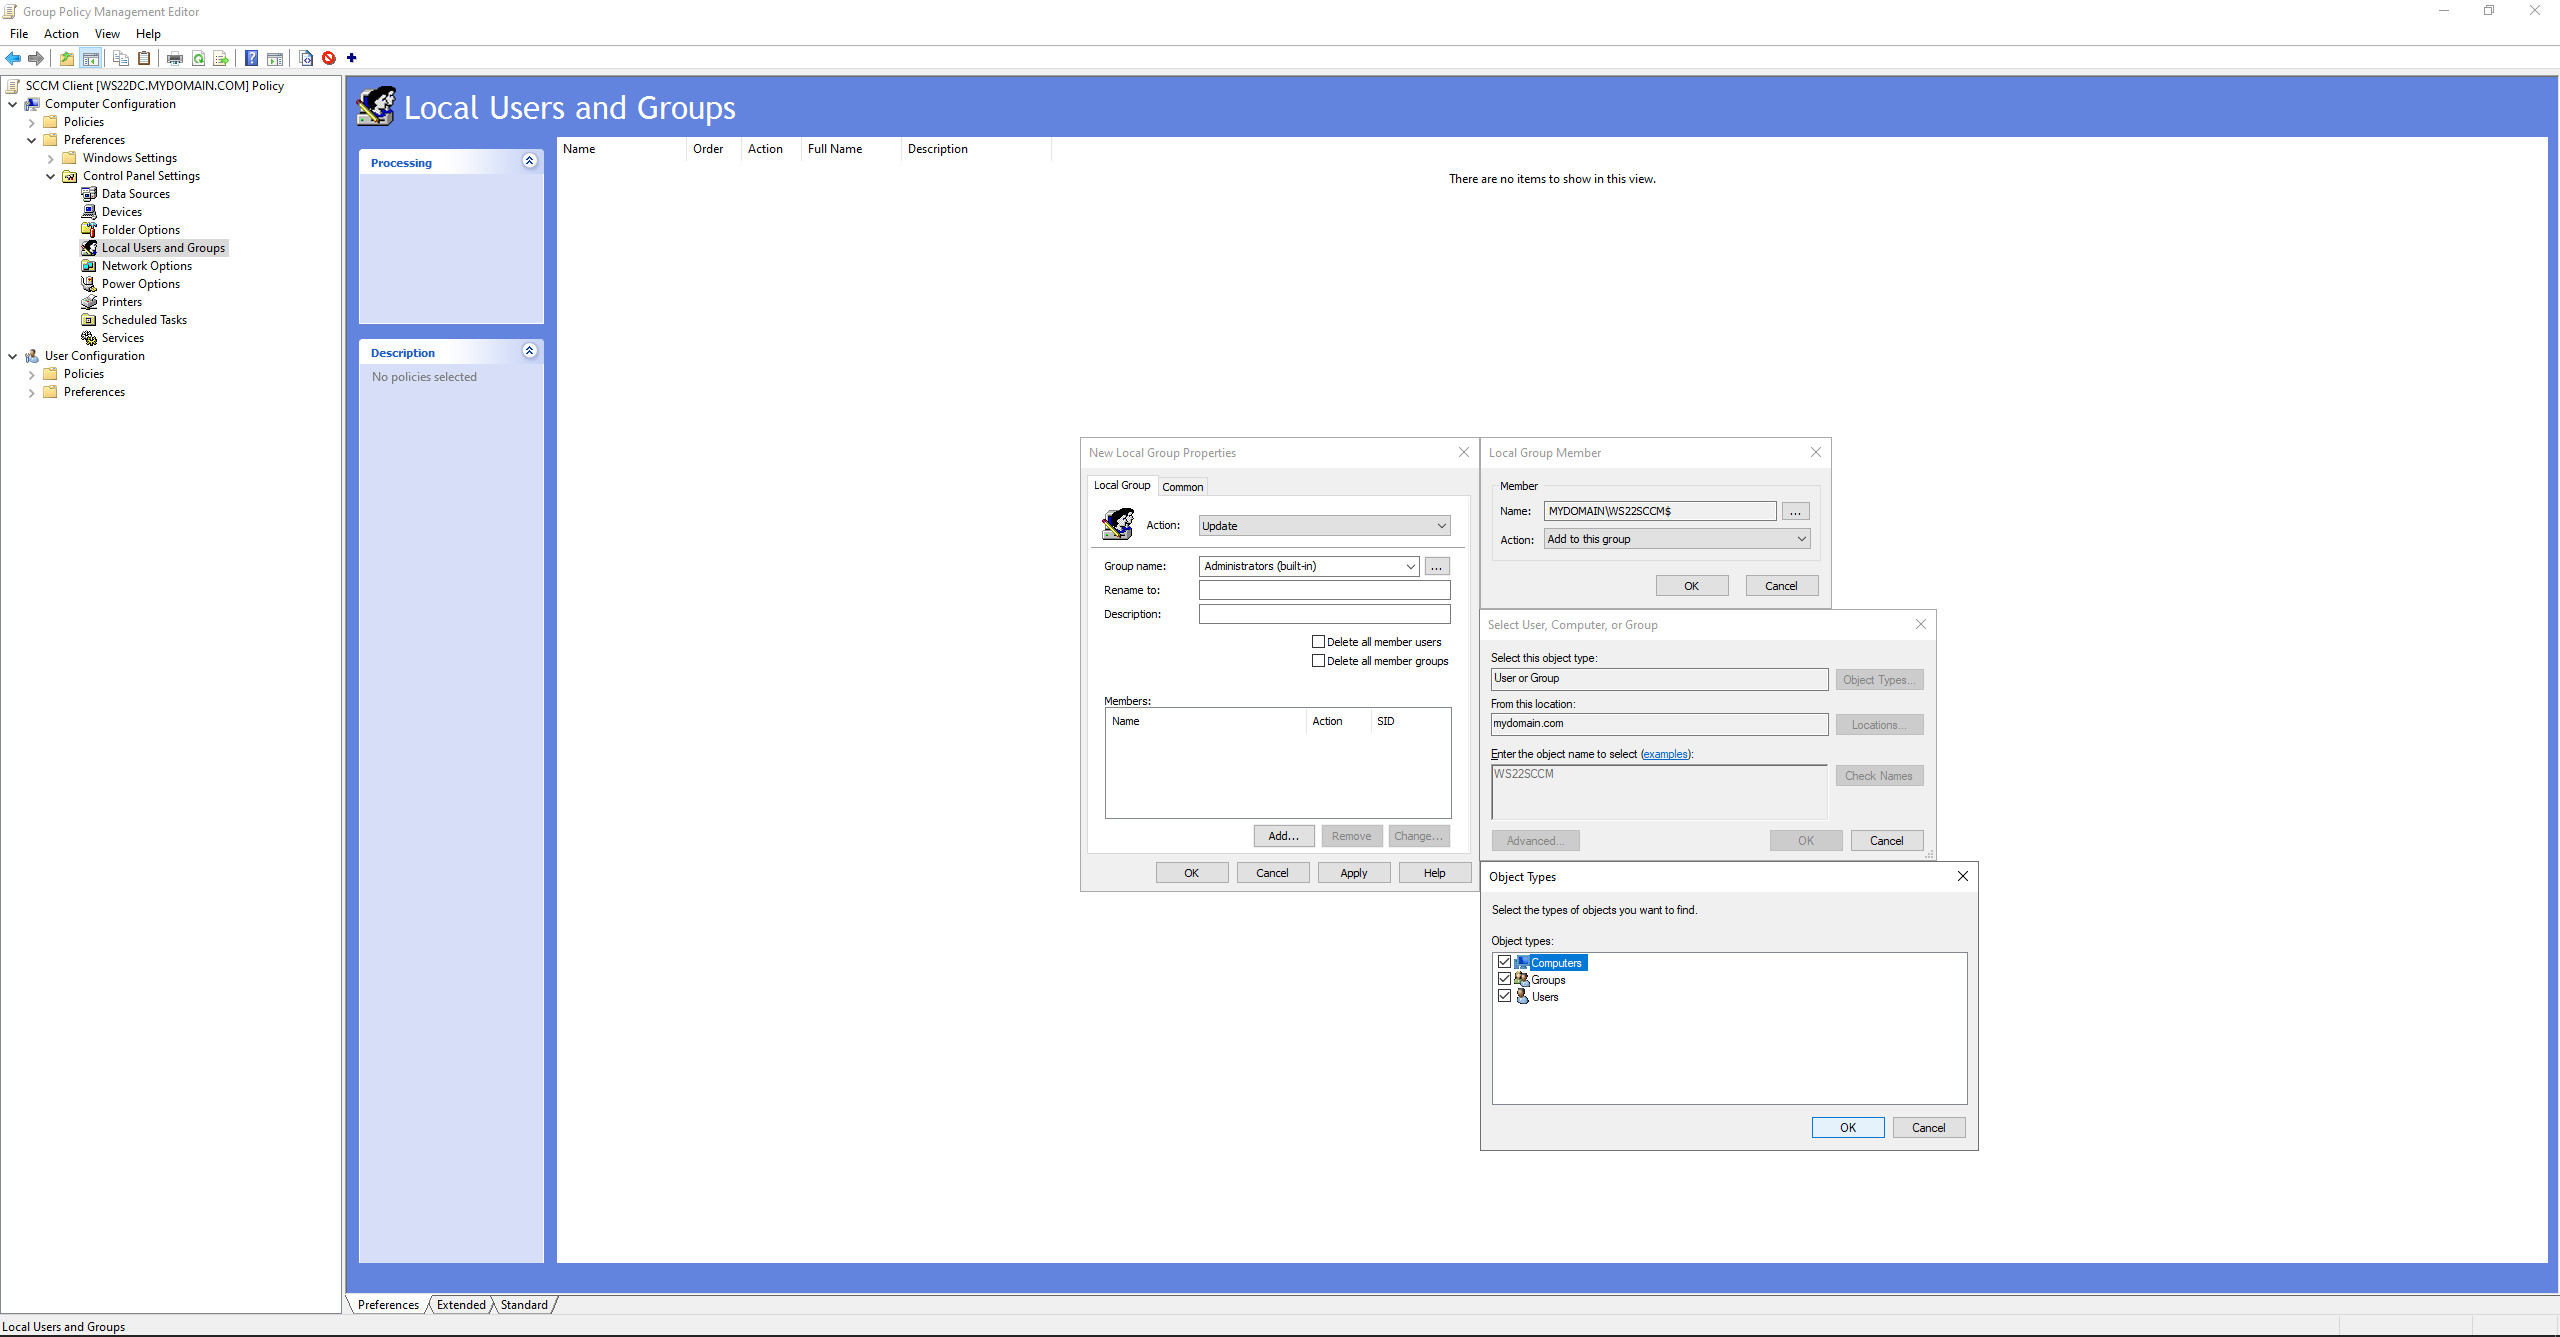 Group Policy Management Editor
File Action View Help
SCCM Client [WS22DC.MYDOMAIN.COM] Policy
Computer Configuration
Policies
Preferences
Windows Settings
Control Panel Settings
Data Sources
Devices
Folder Options
Local Users and Groups
Network Options
Power Options
Printers
Scheduled Tasks
Services
User Configuration
Policies
Preferences
Local Users and Groups
Processing
Description
No policies selected
Name Order Action Full Name Description
There are no items to show in this view.
New Local Group Properties
Local Group Common
Action: Update
Group name: Administrators (built-in) ...
Rename to:
Description:
Delete all member users
Delete all member groups
Members:
Name Action SID
Add... Remove Change...
OK Cancel Apply Help
Local Group Member
Member
Name: MYDOMAIN\WS22SCCM$ ...
Action: Add to this group
OK Cancel
Select User, Computer, or Group
Select this object type:
User or Group Object Types...
From this location:
mydomain.com Locations...
Enter the object name to select (examples):
WS22SCCM Check Names
Advanced... OK Cancel
Object Types
Select the types of objects you want to find.
Object types:
Computers
Groups
Users
OK Cancel
Preferences Extended Standard
Local Users and Groups